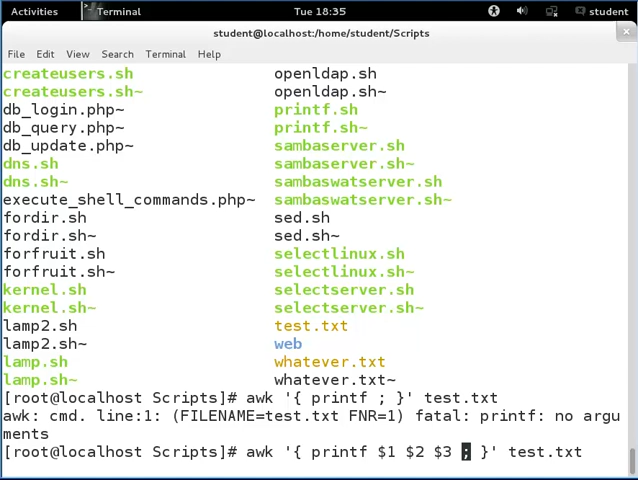 Activities Terminal Tue 18:35 student
student@localhost:/home/student/Scripts ×
File Edit View Search Terminal Help
createusers.sh openldap.sh
createusers.sh~ openldap.sh~
db_login.php~ printf.sh
db_query.php~ printf.sh~
db_update.php~ sambaserver.sh
dns.sh sambaserver.sh~
dns.sh~ sambaswatserver.sh
execute_shell_commands.php~ sambaswatserver.sh~
fordir.sh sed.sh
fordir.sh~ sed.sh~
forfruit.sh selectlinux.sh
forfruit.sh~ selectlinux.sh~
kernel.sh selectserver.sh
kernel.sh~ selectserver.sh~
lamp2.sh test.txt
lamp2.sh~ web
lamp.sh whatever.txt
lamp.sh~ whatever.txt~
[root@localhost Scripts]# awk '{ printf ; }' test.txt
awk: cmd. line:1: (FILENAME=test.txt FNR=1) fatal: printf: no argu
ments
[root@localhost Scripts]# awk '{ printf $1 $2 $3 ; }' test.txt